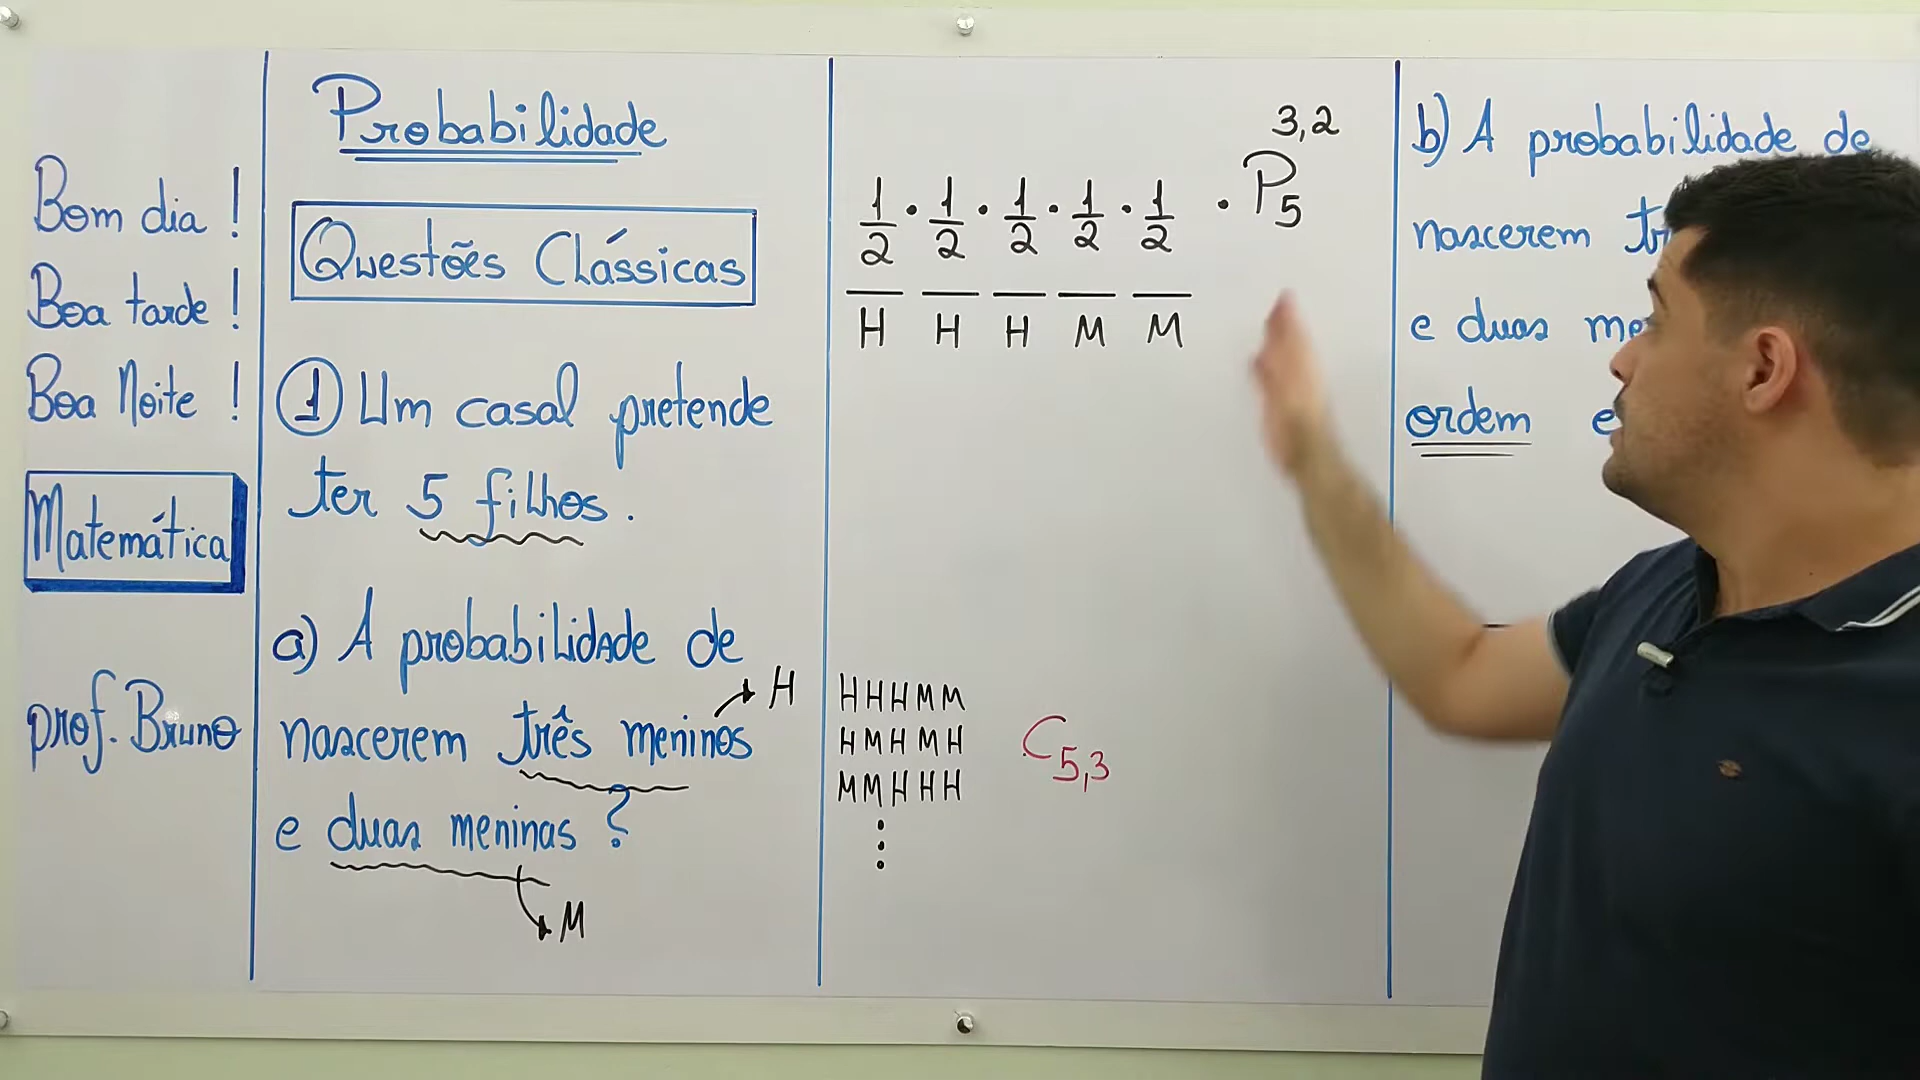 Bom dia !
Boa tarde !
Boa Noite !
Matemática
prof. Bruno
Probabilidade
Questões Clássicas
① Um casal pretende
ter 5 filhos.
a) A probabilidade de
nascerem três meninos → H
e duas meninas ?
→ M
1/2 · 1/2 · 1/2 · 1/2 · 1/2 · P₅^3,2
H H H M M
HHHMM
HMHMH
MMHHH
⋮
C₅,₃
b) A probabilidade de
nascerem
e duas
ordem